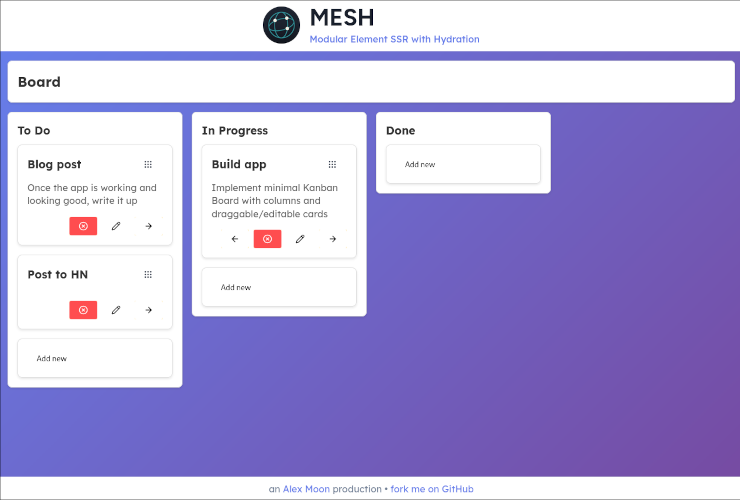 MESH
Modular Element SSR with Hydration
Board
To Do
Blog post
Once the app is working and
looking good, write it up
Post to HN
Add new
In Progress
Build app
Implement minimal Kanban
Board with columns and
draggable/editable cards
Add new
Done
Add new
an Alex Moon production • fork me on GitHub